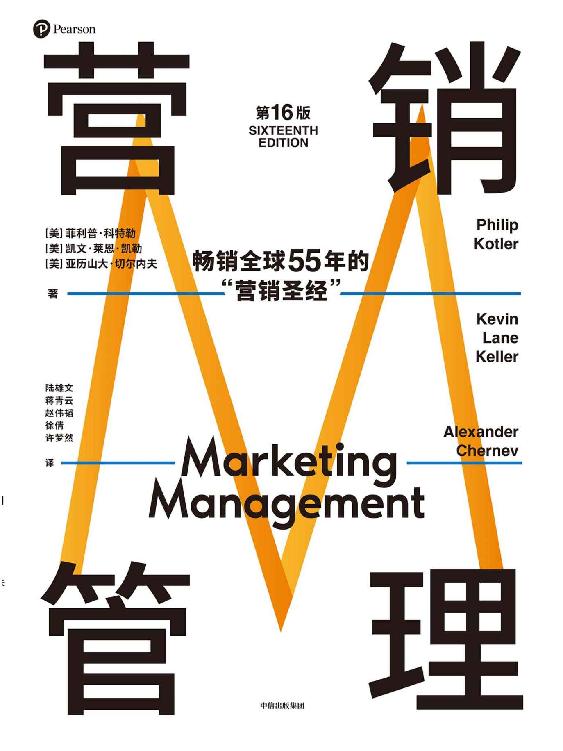 Pearson
营销
第16版
SIXTEENTH
EDITION
[美] 菲利普·科特勒
[美] 凯文·莱恩·凯勒
[美] 亚历山大·切尔内夫
著
Philip
Kotler
畅销全球55年的
“营销圣经”
Kevin
Lane
Keller
陆雄文
蒋青云
赵伟韬
徐倩
许梦然
译
Alexander
Chernev
Marketing
Management
管理
中信出版集团